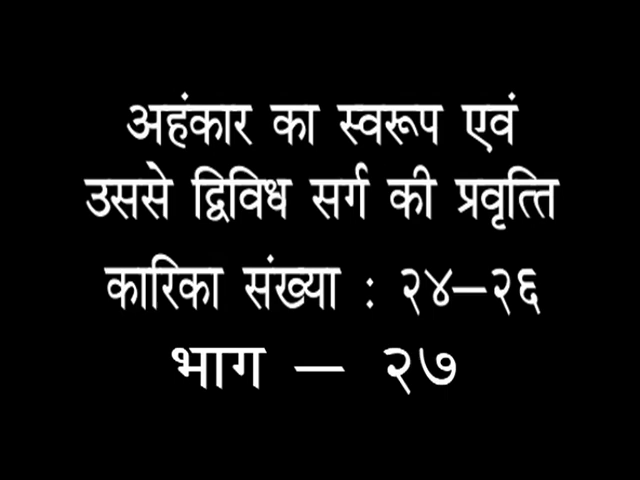 अहंकार का स्वरूप एवं
उससे द्विविध सर्ग की प्रवृत्ति
कारिका संख्या : २४–२६
भाग – २७